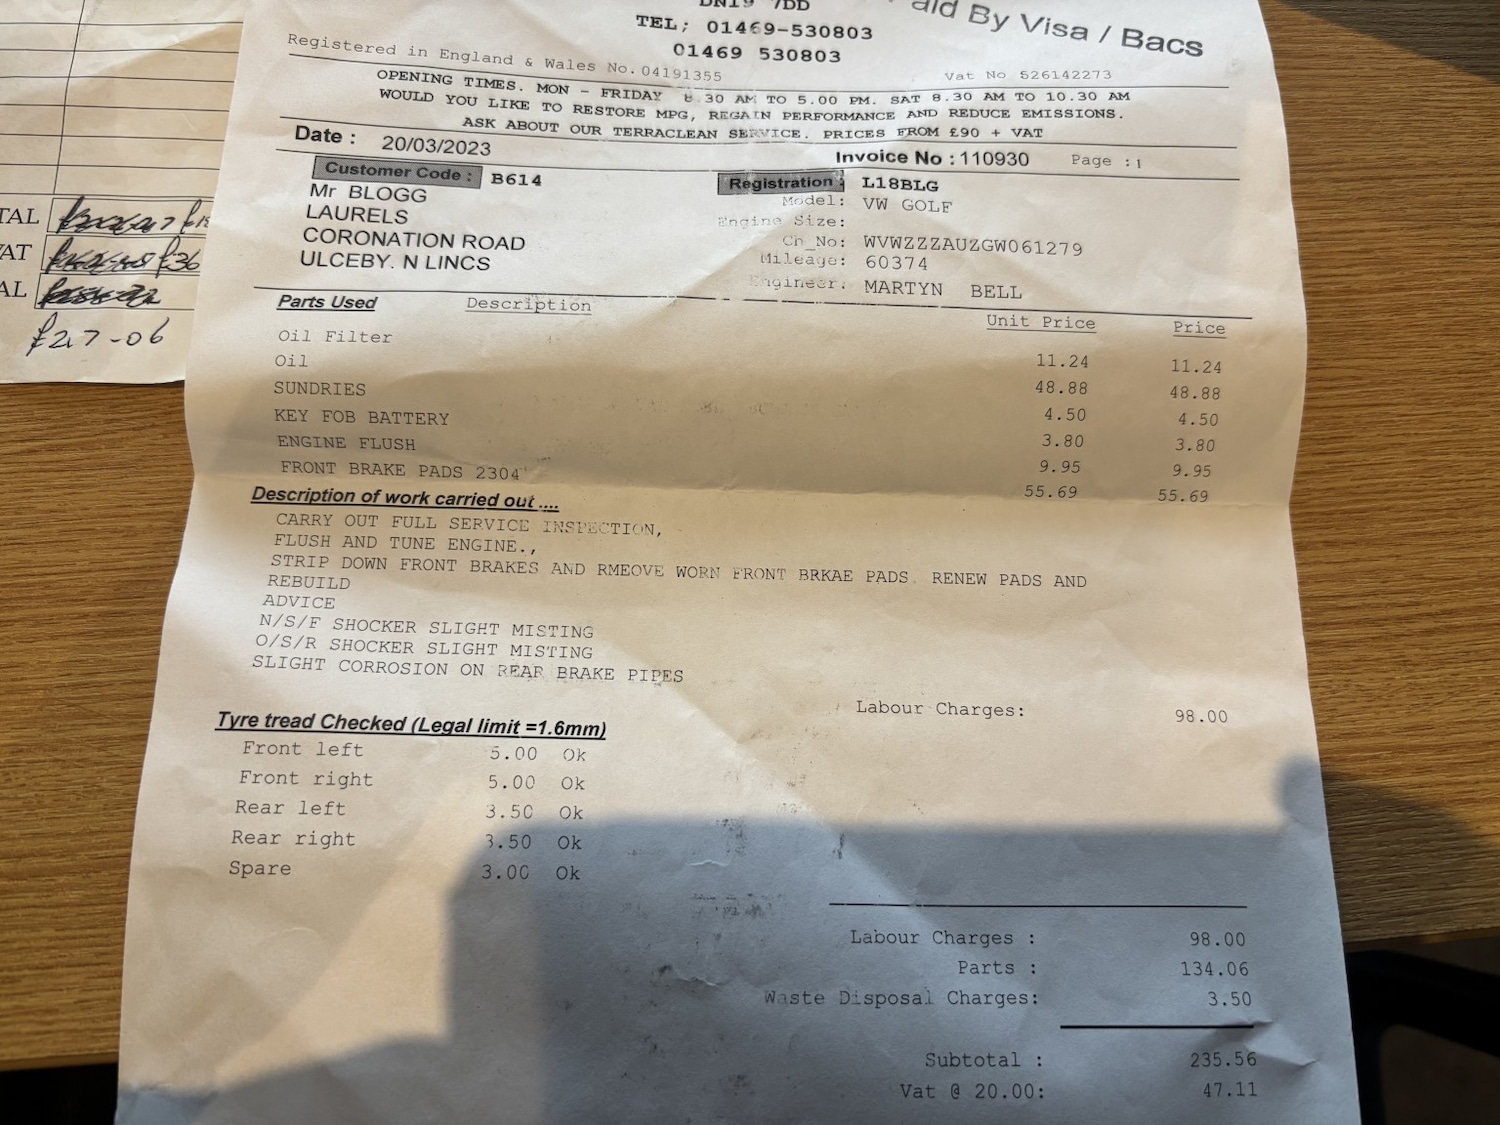 DN19 7DD
TEL; 01469-530803
01469 530803
aid By Visa / Bacs
Registered in England & Wales No. 04191355
Vat No 526142273
OPENING TIMES. MON - FRIDAY 8.30 AM TO 5.00 PM. SAT 8.30 AM TO 10.30 AM
WOULD YOU LIKE TO RESTORE MPG, REGAIN PERFORMANCE AND REDUCE EMISSIONS.
ASK ABOUT OUR TERRACLEAN SERVICE. PRICES FROM £90 + VAT
Date : 20/03/2023 Invoice No : 110930 Page : 1
Customer Code : B614
Mr BLOGG
LAURELS
CORONATION ROAD
ULCEBY. N LINCS
Registration : L18BLG
Model: VW GOLF
Engine Size:
Ch_No: WVWZZZAUZGW061279
Mileage: 60374
Engineer: MARTYN BELL
Parts Used Description Unit Price Price
Oil Filter 11.24 11.24
Oil 48.88 48.88
SUNDRIES 4.50 4.50
KEY FOB BATTERY 3.80 3.80
ENGINE FLUSH 9.95 9.95
FRONT BRAKE PADS 2304 55.69 55.69
Description of work carried out ....
CARRY OUT FULL SERVICE INSPECTION,
FLUSH AND TUNE ENGINE.,
STRIP DOWN FRONT BRAKES AND RMEOVE WORN FRONT BRKAE PADS. RENEW PADS AND
REBUILD
ADVICE
N/S/F SHOCKER SLIGHT MISTING
O/S/R SHOCKER SLIGHT MISTING
SLIGHT CORROSION ON REAR BRAKE PIPES
Labour Charges: 98.00
Tyre tread Checked (Legal limit =1.6mm)
Front left 5.00 Ok
Front right 5.00 Ok
Rear left 3.50 Ok
Rear right 3.50 Ok
Spare 3.00 Ok
Labour Charges : 98.00
Parts : 134.06
Waste Disposal Charges: 3.50
Subtotal : 235.56
Vat @ 20.00: 47.11
TAL
VAT £36
AL
£27-06